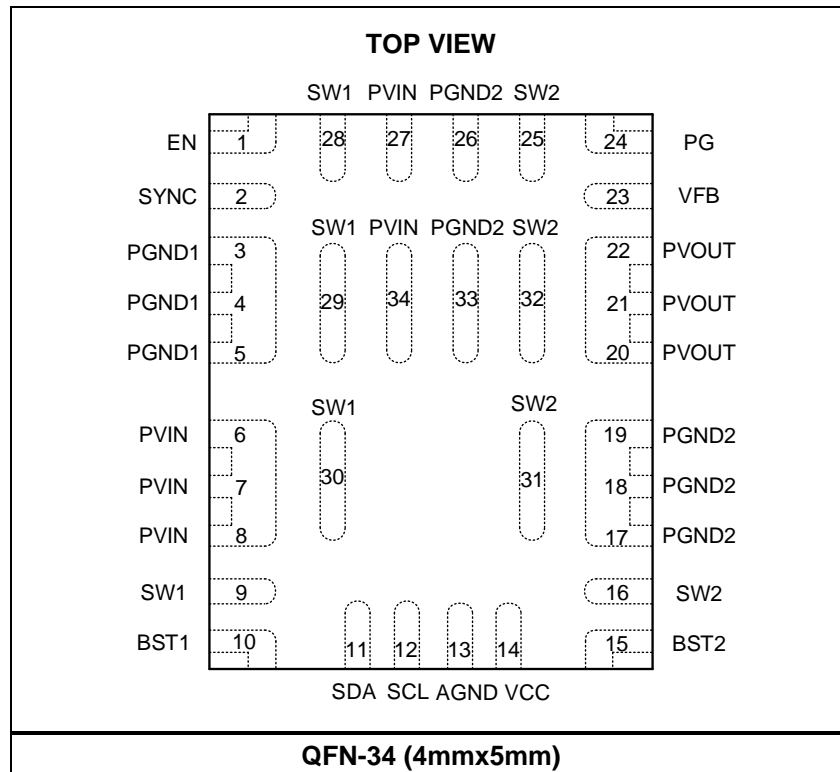 TOP VIEW
SW1 PVIN PGND2 SW2
EN 1 28 27 26 25 24 PG
SYNC 2 23 VFB
SW1 PVIN PGND2 SW2
PGND1 3 22 PVOUT
PGND1 4 29 34 33 32 21 PVOUT
PGND1 5 20 PVOUT
SW1 SW2
PVIN 6 19 PGND2
PVIN 7 30 31 18 PGND2
PVIN 8 17 PGND2
SW1 9 16 SW2
BST1 10 11 12 13 14 15 BST2
SDA SCL AGND VCC
QFN-34 (4mmx5mm)